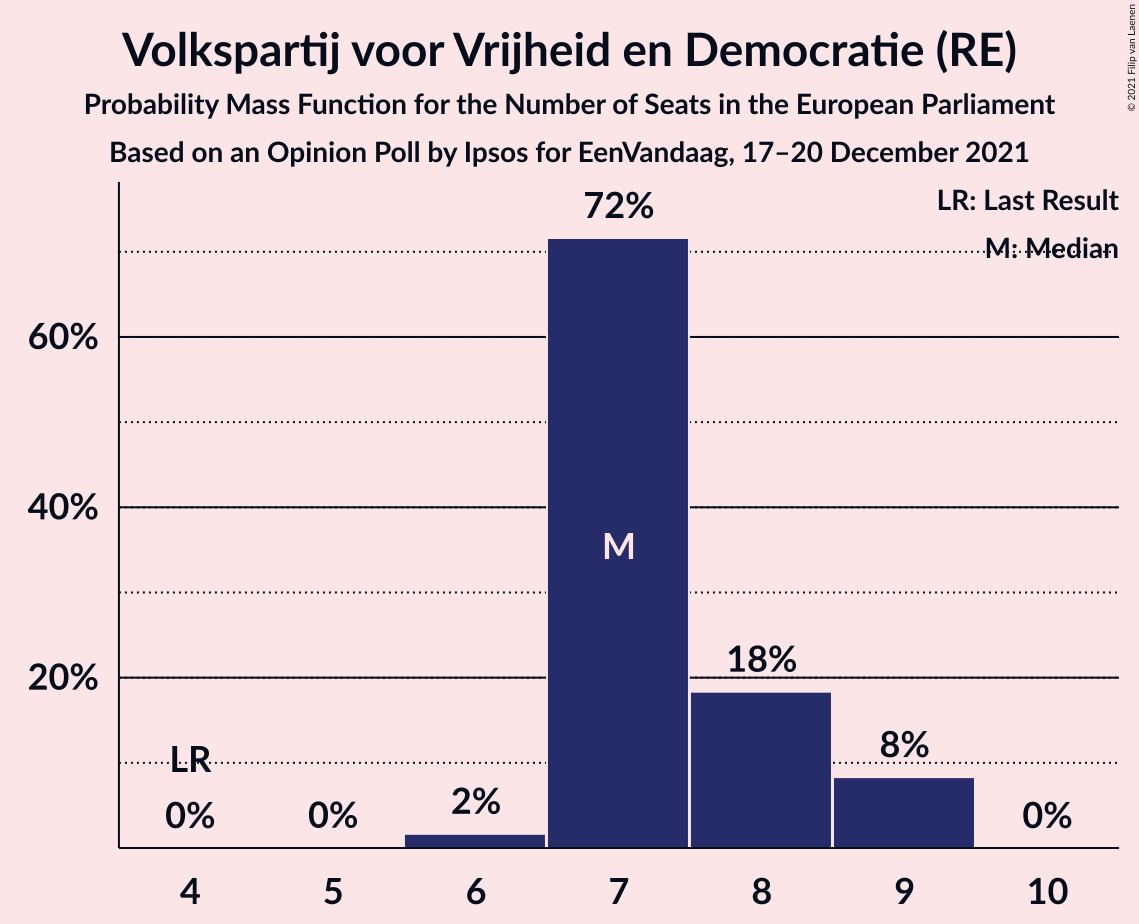 Volkspartij voor Vrijheid en Democratie (RE)
Probability Mass Function for the Number of Seats in the European Parliament
Based on an Opinion Poll by Ipsos for EenVandaag, 17–20 December 2021
© 2021 Filip van Laenen
LR: Last Result
M: Median
72%
60%
40%
M
20%
18%
LR
8%
0%
0%
2%
0%
4
5
6
7
8
9
10